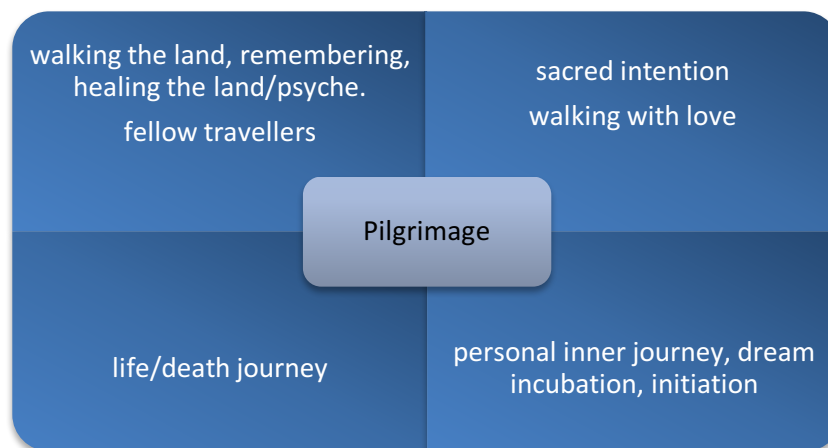 walking the land, remembering,
healing the land/psyche.
fellow travellers
sacred intention
walking with love
Pilgrimage
life/death journey
personal inner journey, dream
incubation, initiation